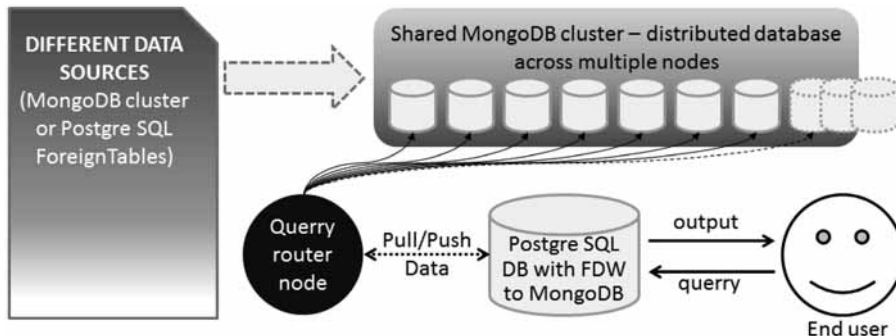 DIFFERENT DATA
SOURCES
(MongoDB cluster
or Postgre SQL
ForeignTables)
Shared MongoDB cluster – distributed database
across multiple nodes
Querry
router
node
Pull/Push
Data
Postgre SQL
DB with FDW
to MongoDB
output
querry
End user